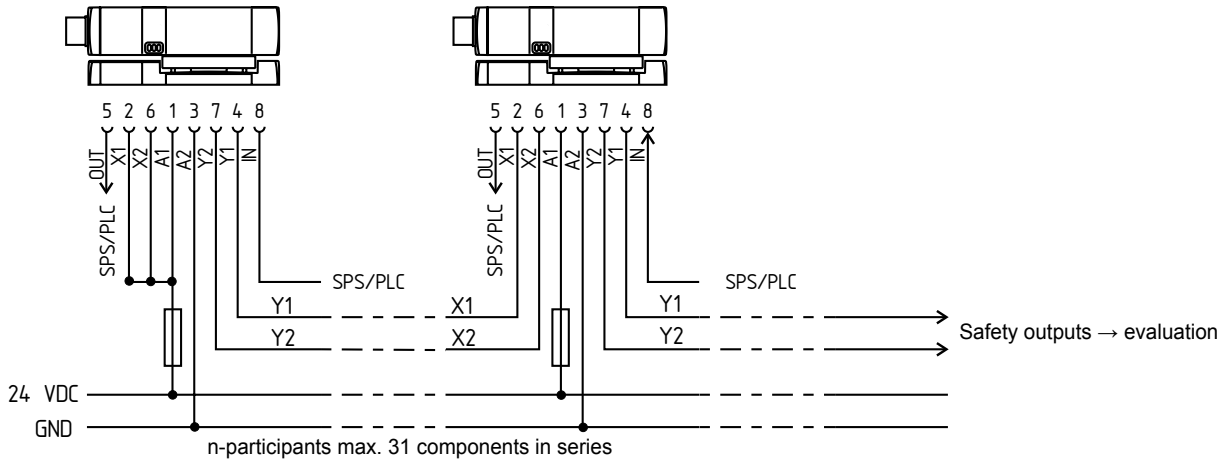 5 2 6 1 3 7 4 8
5 2 6 1 3 7 4 8
OUT X1 X2 A1 A2 Y2 Y1 IN
OUT X1 X2 A1 A2 Y2 Y1 IN
SPS/PLC
SPS/PLC
SPS/PLC
SPS/PLC
Y1
X1
Y1
Y2
X2
Y2
Safety outputs → evaluation
24 VDC
GND
n-participants max. 31 components in series